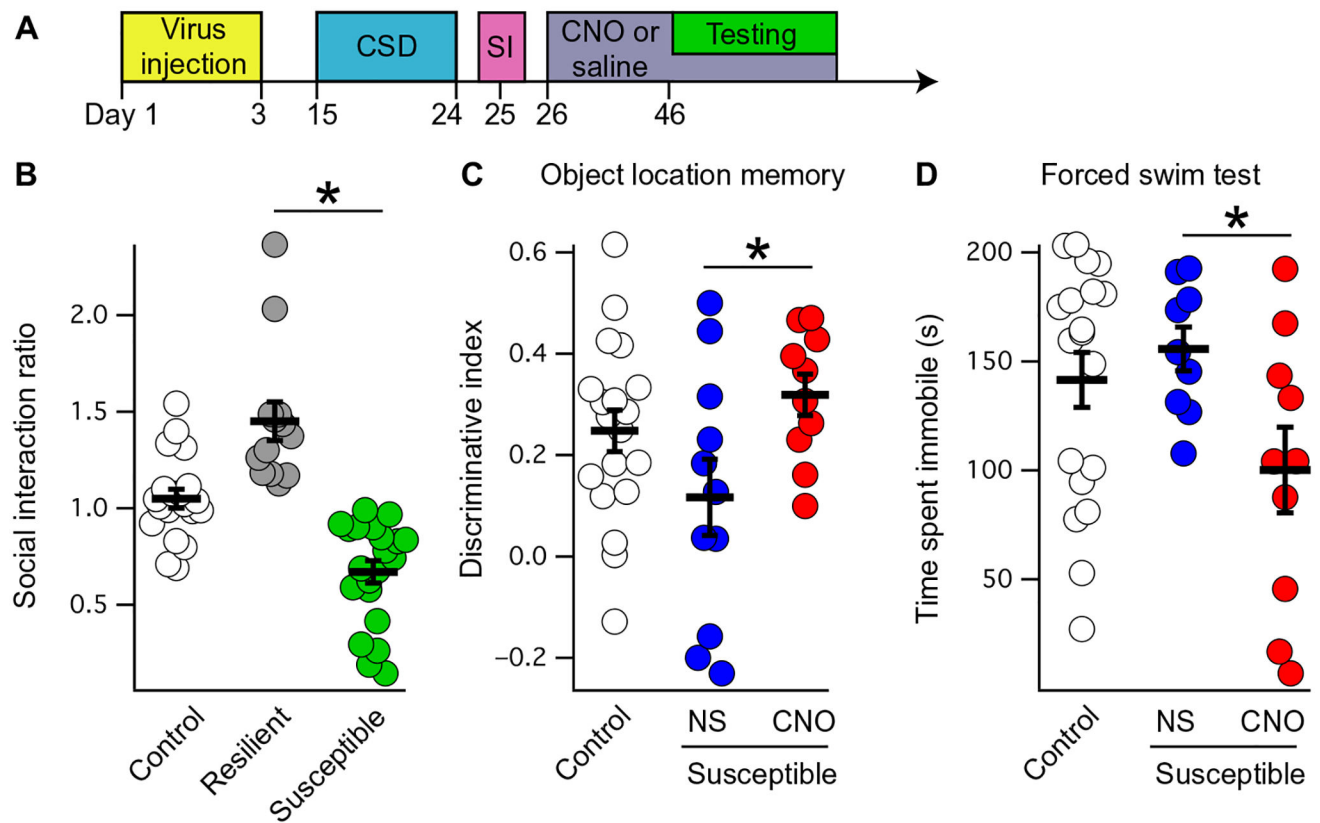 A
Virus
injection
CSD
SI
CNO or
saline
Testing
Day 1
3
15
24
25
26
46
B
*
Social interaction ratio
2.0
1.5
1.0
0.5
Control
Resilient
Susceptible
C
Object location memory
*
Discriminative index
0.6
0.4
0.2
0.0
−0.2
Control
NS
CNO
Susceptible
D
Forced swim test
*
Time spent immobile (s)
200
150
100
50
Control
NS
CNO
Susceptible